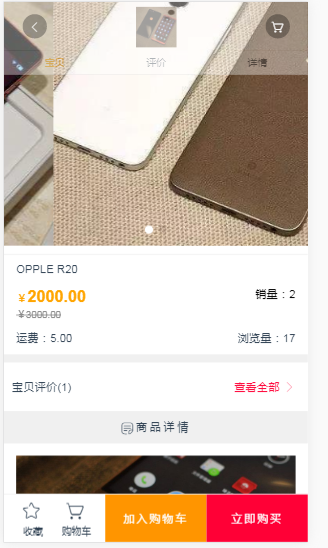 宝贝 评价 详情
OPPLE R20
￥2000.00 销量：2
￥3000.00
运费：5.00 浏览量：17
宝贝评价(1) 查看全部
商品详情
收藏 购物车 加入购物车 立即购买